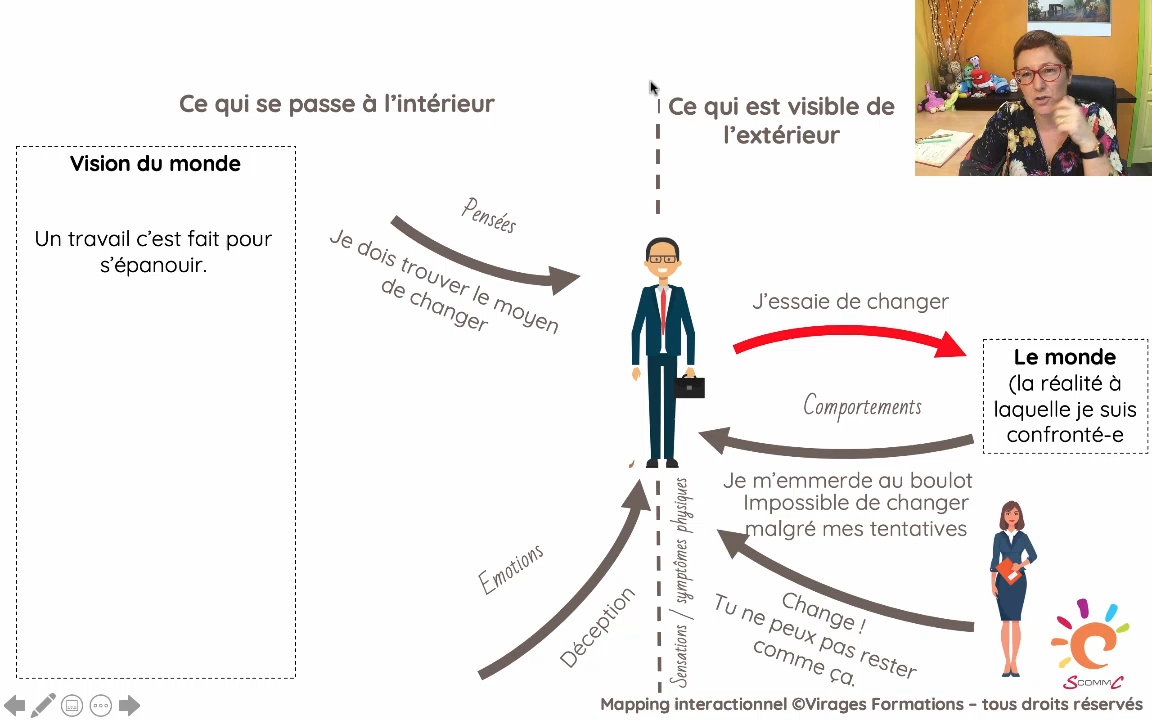 Ce qui se passe à l'intérieur
Ce qui est visible de
l'extérieur
Vision du monde
Un travail c'est fait pour
s'épanouir.
Pensées
Je dois trouver le moyen
de changer
J'essaie de changer
Le monde
(la réalité à
laquelle je suis
confronté-e
Comportements
Je m'emmerde au boulot
Impossible de changer
malgré mes tentatives
Emotions
Déception
Sensations / symptômes physiques
Change !
Tu ne peux pas rester
comme ça.
SCOMMC
Mapping interactionnel ©Virages Formations – tous droits réservés